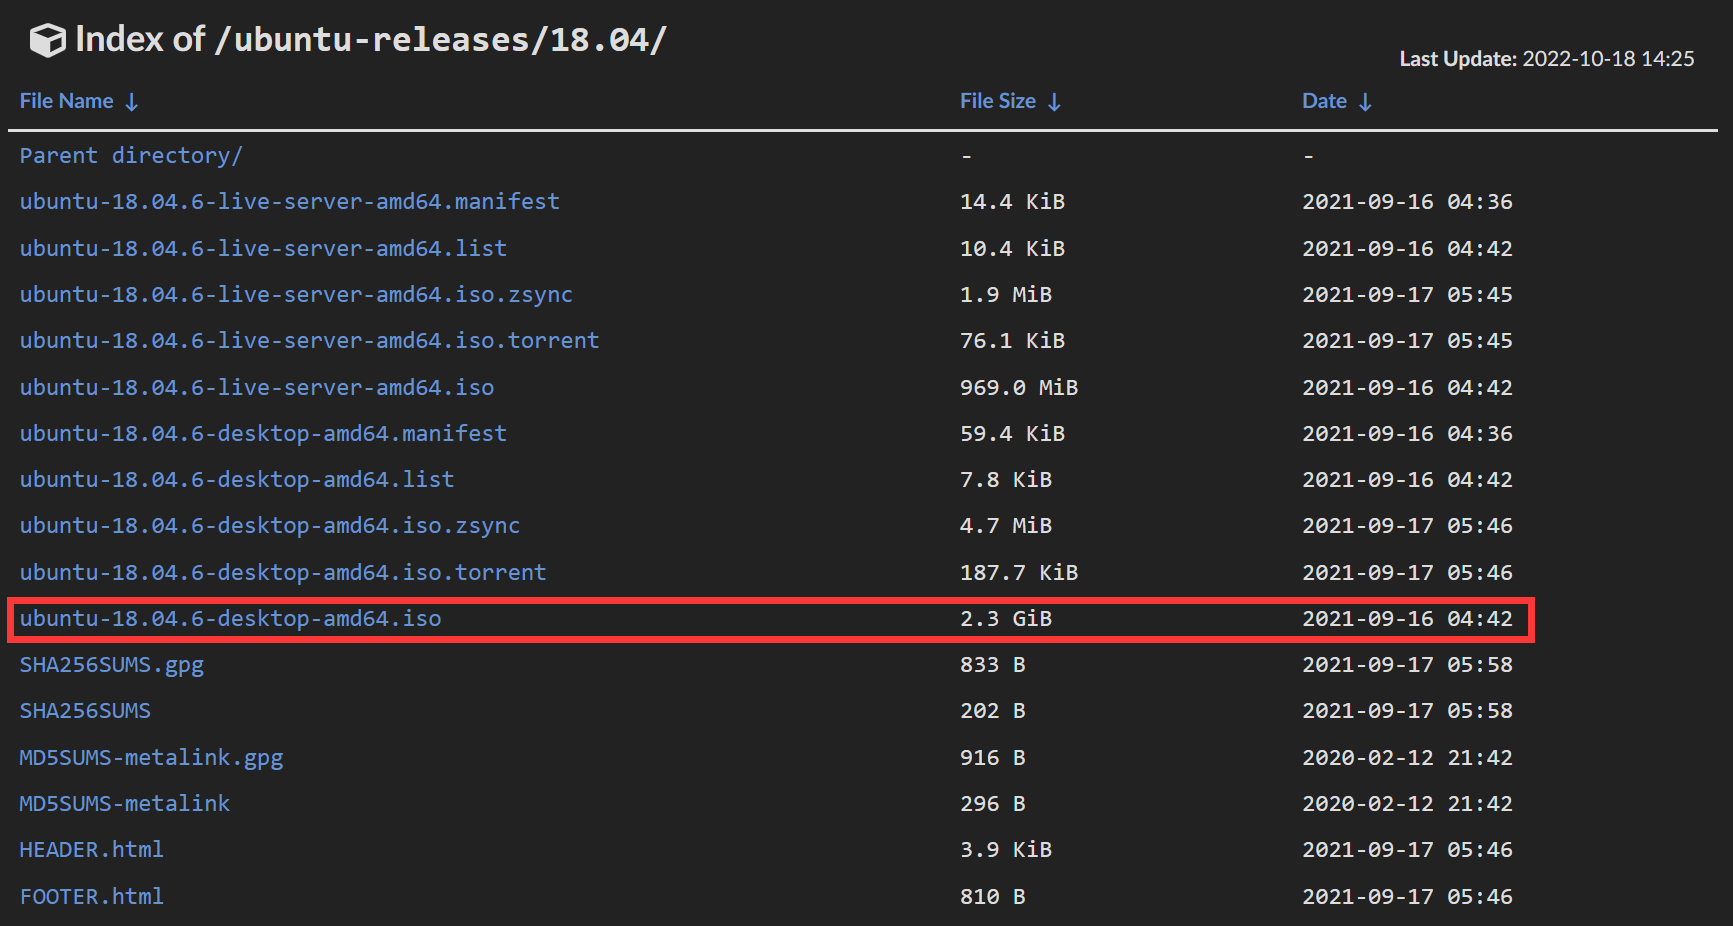 Index of /ubuntu-releases/18.04/
Last Update: 2022-10-18 14:25
File Name ↓ File Size ↓ Date ↓
Parent directory/ - -
ubuntu-18.04.6-live-server-amd64.manifest 14.4 KiB 2021-09-16 04:36
ubuntu-18.04.6-live-server-amd64.list 10.4 KiB 2021-09-16 04:42
ubuntu-18.04.6-live-server-amd64.iso.zsync 1.9 MiB 2021-09-17 05:45
ubuntu-18.04.6-live-server-amd64.iso.torrent 76.1 KiB 2021-09-17 05:45
ubuntu-18.04.6-live-server-amd64.iso 969.0 MiB 2021-09-16 04:42
ubuntu-18.04.6-desktop-amd64.manifest 59.4 KiB 2021-09-16 04:36
ubuntu-18.04.6-desktop-amd64.list 7.8 KiB 2021-09-16 04:42
ubuntu-18.04.6-desktop-amd64.iso.zsync 4.7 MiB 2021-09-17 05:46
ubuntu-18.04.6-desktop-amd64.iso.torrent 187.7 KiB 2021-09-17 05:46
ubuntu-18.04.6-desktop-amd64.iso 2.3 GiB 2021-09-16 04:42
SHA256SUMS.gpg 833 B 2021-09-17 05:58
SHA256SUMS 202 B 2021-09-17 05:58
MD5SUMS-metalink.gpg 916 B 2020-02-12 21:42
MD5SUMS-metalink 296 B 2020-02-12 21:42
HEADER.html 3.9 KiB 2021-09-17 05:46
FOOTER.html 810 B 2021-09-17 05:46